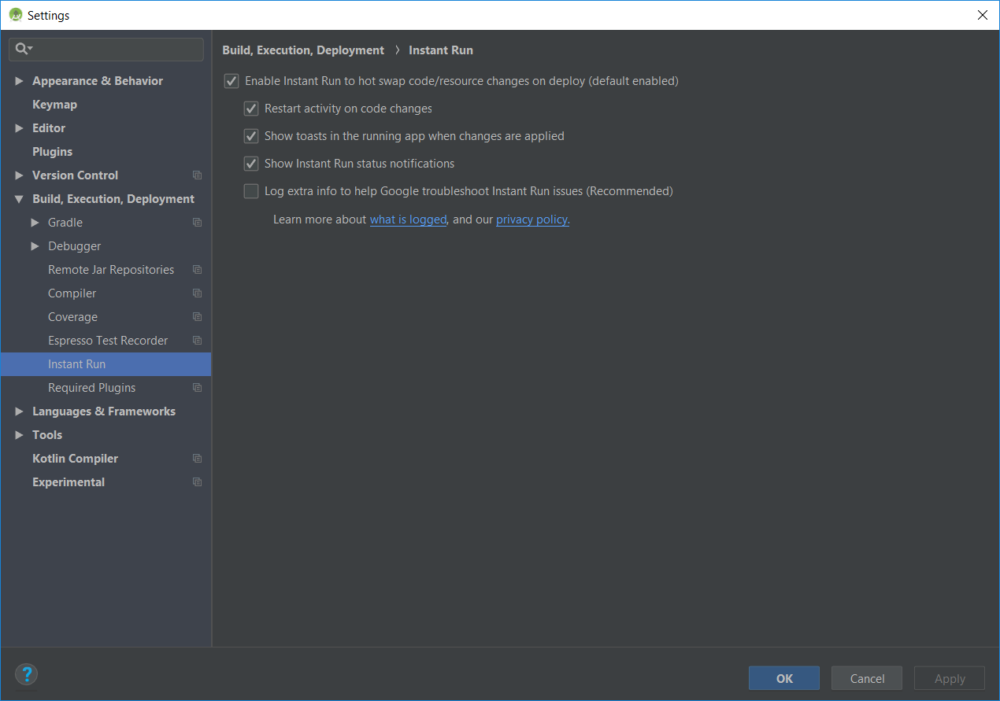 Settings
Appearance & Behavior
Keymap
Editor
Plugins
Version Control
Build, Execution, Deployment
Gradle
Debugger
Remote Jar Repositories
Compiler
Coverage
Espresso Test Recorder
Instant Run
Required Plugins
Languages & Frameworks
Tools
Kotlin Compiler
Experimental
Build, Execution, Deployment › Instant Run
Enable Instant Run to hot swap code/resource changes on deploy (default enabled)
Restart activity on code changes
Show toasts in the running app when changes are applied
Show Instant Run status notifications
Log extra info to help Google troubleshoot Instant Run issues (Recommended)
Learn more about what is logged, and our privacy policy.
?
OK
Cancel
Apply